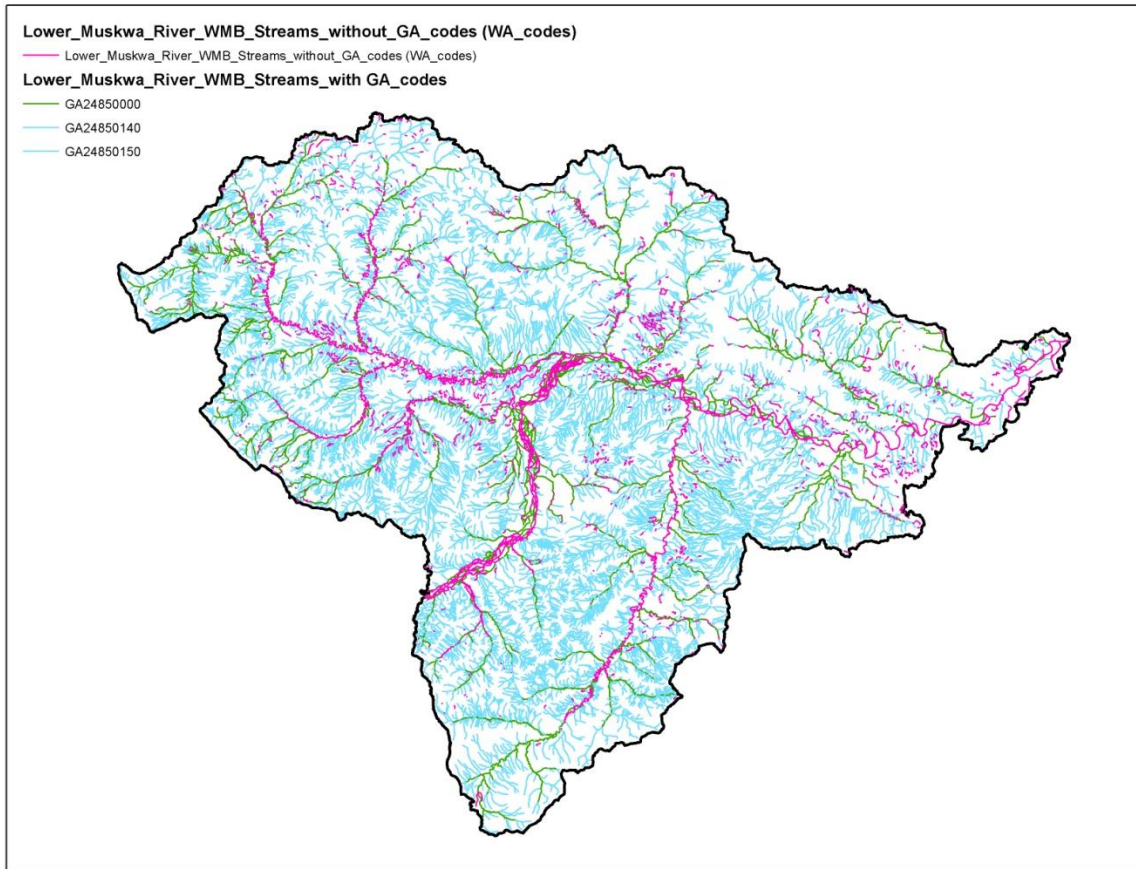 Lower_Muskwa_River_WMB_Streams_without_GA_codes (WA_codes)
Lower_Muskwa_River_WMB_Streams_without_GA_codes (WA_codes)
Lower_Muskwa_River_WMB_Streams_with GA_codes
GA24850000
GA24850140
GA24850150